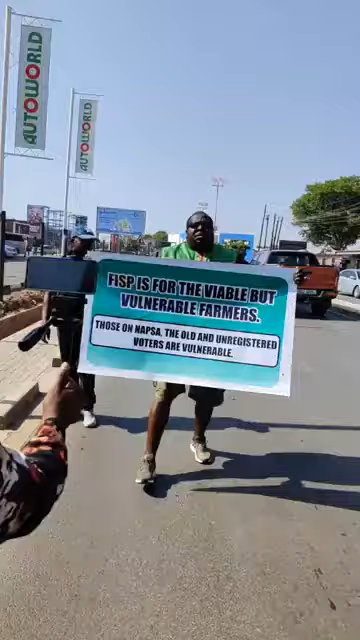 AUTOWORLD
AUTOWORLD
FISP IS FOR THE VIABLE BUT
VULNERABLE FARMERS.
THOSE ON NAPSA, THE OLD AND UNREGISTERED
VOTERS ARE VULNERABLE.